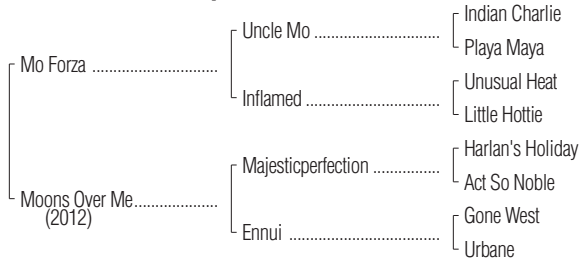 Indian Charlie
Uncle Mo
Playa Maya
Mo Forza
Unusual Heat
Inflamed
Little Hottie
Harlan's Holiday
Majesticperfection
Act So Noble
Moons Over Me
(2012)
Gone West
Ennui
Urbane